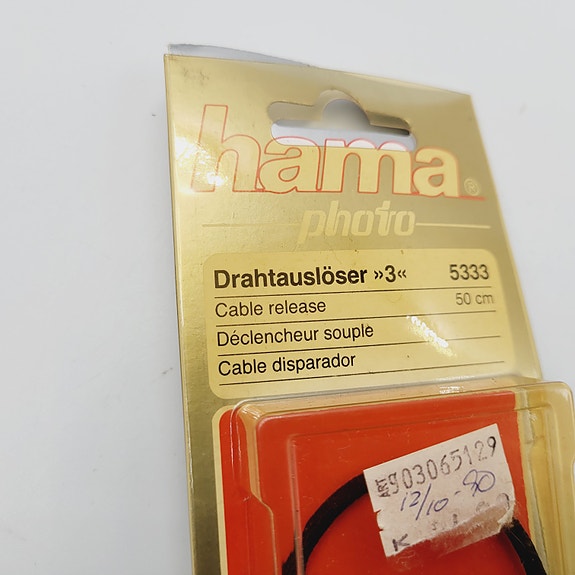 hama®
photo
Drahtauslöser »3« 5333
Cable release 50 cm
Déclencheur souple
Cable disparador
ART 903065129
12/10-90
K